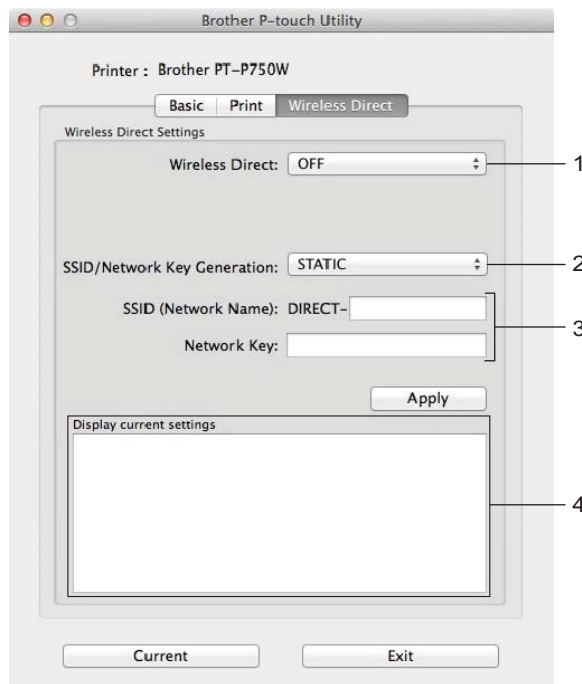 Brother P-touch Utility
Printer : Brother PT-P750W
Basic Print Wireless Direct
Wireless Direct Settings
Wireless Direct: OFF 1
SSID/Network Key Generation: STATIC 2
SSID (Network Name): DIRECT-
3
Network Key:
Apply
Display current settings
4
Current Exit